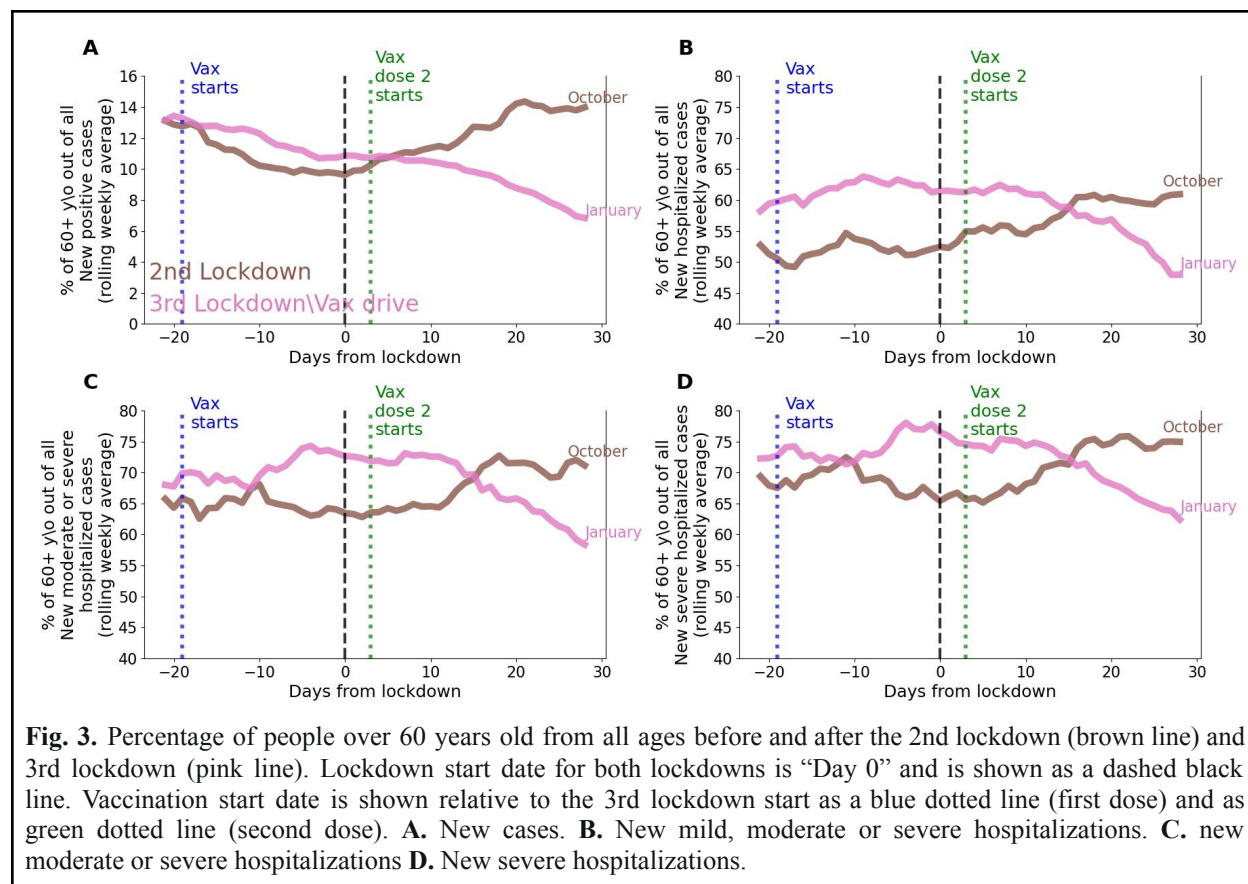 A
Vax
starts
Vax
dose 2
starts
October
January
2nd Lockdown
3rd Lockdown\Vax drive
% of 60+ y\o out of all
New positive cases
(rolling weekly average)
16
14
12
10
8
6
4
2
0
−20
−10
0
10
20
30
Days from lockdown
B
Vax
starts
Vax
dose 2
starts
October
January
% of 60+ y\o out of all
New hospitalized cases
(rolling weekly average)
80
75
70
65
60
55
50
45
40
−20
−10
0
10
20
30
Days from lockdown
C
Vax
starts
Vax
dose 2
starts
October
January
% of 60+ y\o out of all
New moderate or severe
hospitalized cases
(rolling weekly average)
80
75
70
65
60
55
50
45
40
−20
−10
0
10
20
30
Days from lockdown
D
Vax
starts
Vax
dose 2
starts
October
January
% of 60+ y\o out of all
New severe hospitalized cases
(rolling weekly average)
80
75
70
65
60
55
50
45
40
−20
−10
0
10
20
30
Days from lockdown
Fig. 3. Percentage of people over 60 years old from all ages before and after the 2nd lockdown (brown line) and
3rd lockdown (pink line). Lockdown start date for both lockdowns is “Day 0” and is shown as a dashed black
line. Vaccination start date is shown relative to the 3rd lockdown start as a blue dotted line (first dose) and as
green dotted line (second dose). A. New cases. B. New mild, moderate or severe hospitalizations. C. new
moderate or severe hospitalizations D. New severe hospitalizations.